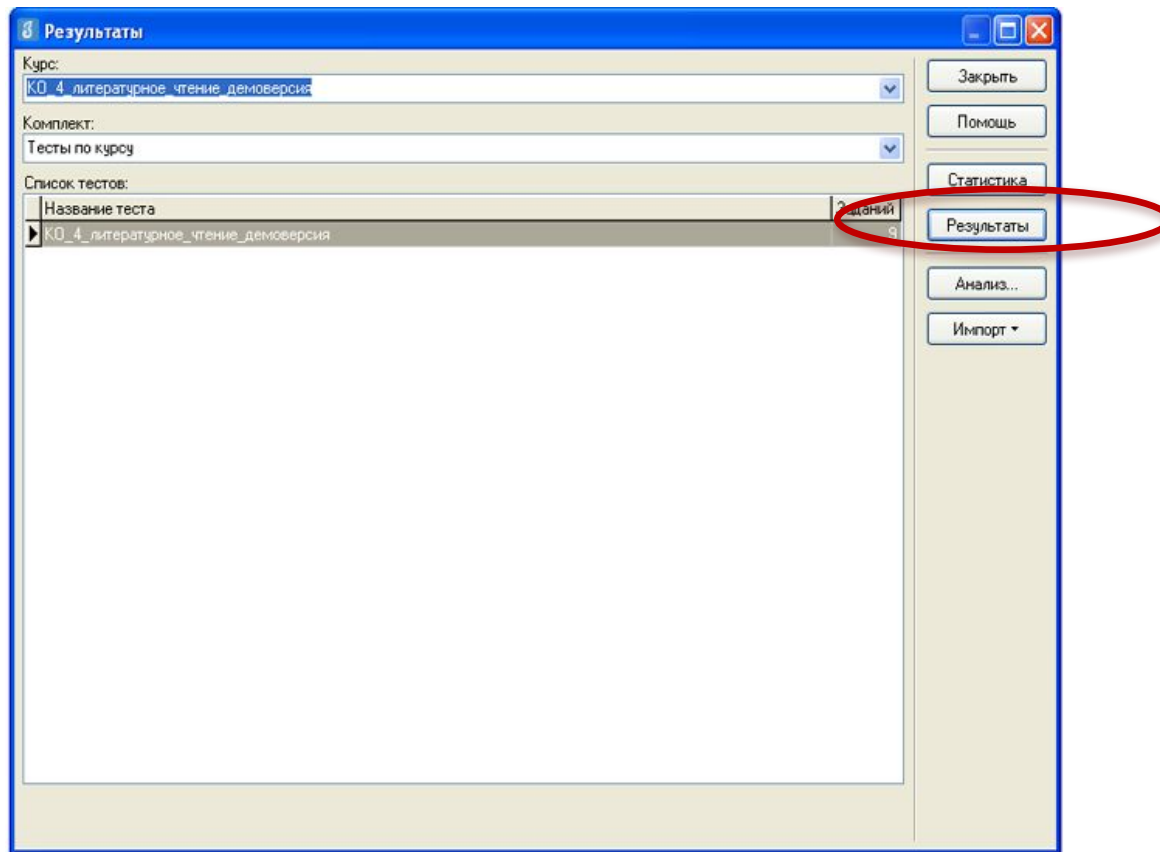 Результаты
Курс:
КО_4_литературное_чтение_демоверсия
Комплект:
Тесты по курсу
Список тестов:
Название теста Заданий
КО_4_литературное_чтение_демоверсия 9
Закрыть
Помощь
Статистика
Результаты
Анализ...
Импорт